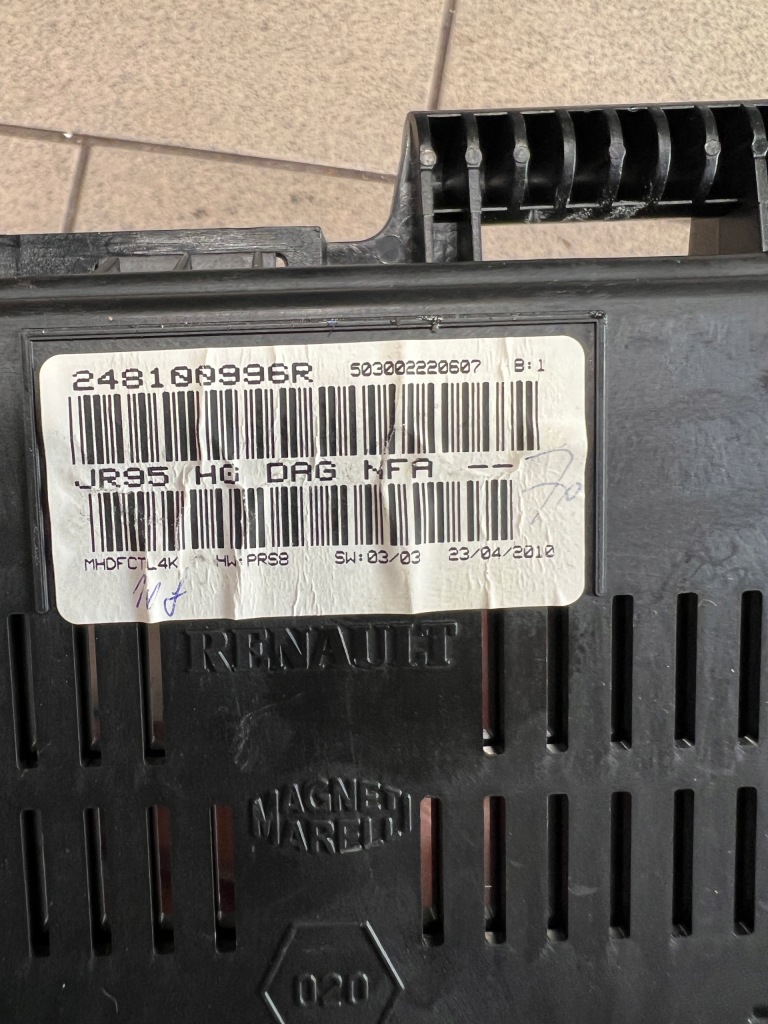 248100996R 503002220607 B:1
JR95 HG DAG NFA --
MHDFCTL4K HW:PRS8 SW:03/03 23/04/2010
RENAULT
MAGNETI
MARELLI
020